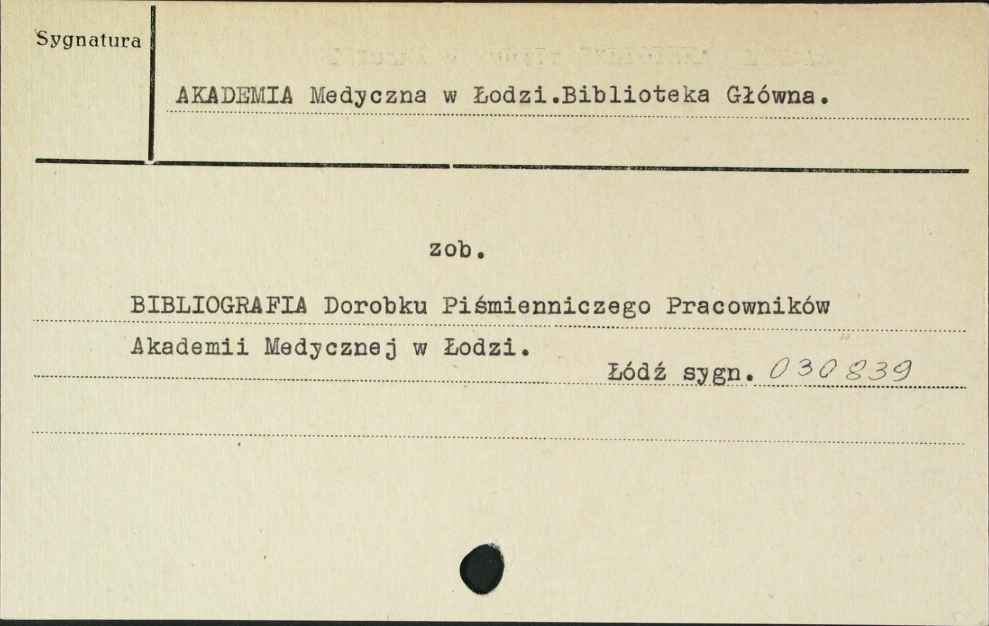 Sygnatura
AKADEMIA Medyczna w Łodzi.Biblioteka Główna.
zob.
BIBLIOGRAFIA Dorobku Piśmienniczego Pracowników
Akademii Medycznej w Łodzi.
Łódź sygn. 030839